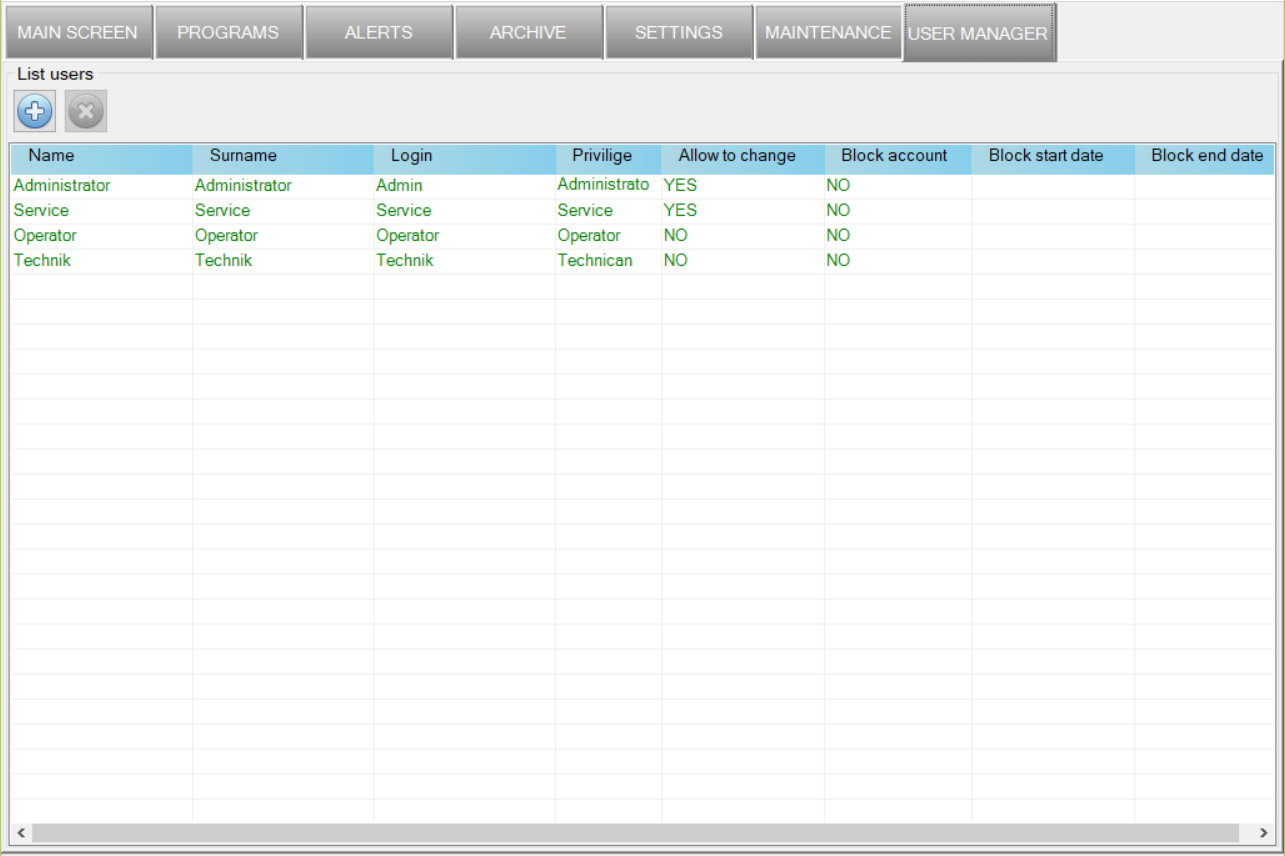 MAIN SCREEN PROGRAMS ALERTS ARCHIVE SETTINGS MAINTENANCE USER MANAGER
List users
Name Surname Login Privilige Allow to change Block account Block start date Block end date
Administrator Administrator Admin Administrato YES NO
Service Service Service Service YES NO
Operator Operator Operator Operator NO NO
Technik Technik Technik Technican NO NO